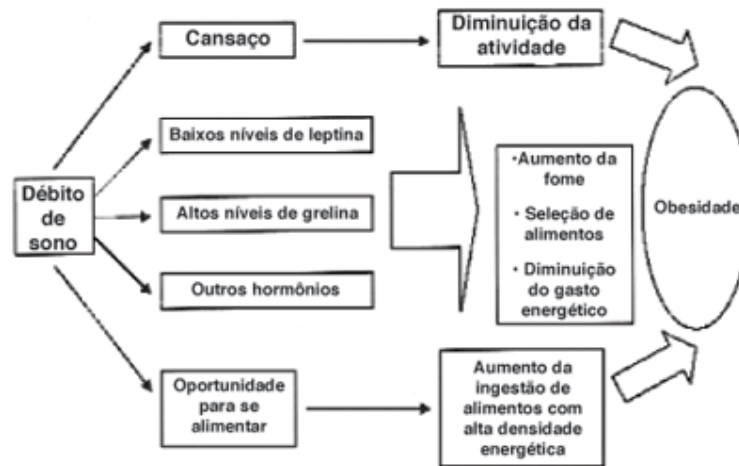 Cansaço
Diminuição da
atividade
Baixos níveis de leptina
Débito
de
sono
Altos níveis de grelina
Outros hormônios
•Aumento da
fome
• Seleção de
alimentos
• Diminuição
do gasto
energético
Obesidade
Oportunidade
para se
alimentar
Aumento da
ingestão de
alimentos com
alta densidade
energética